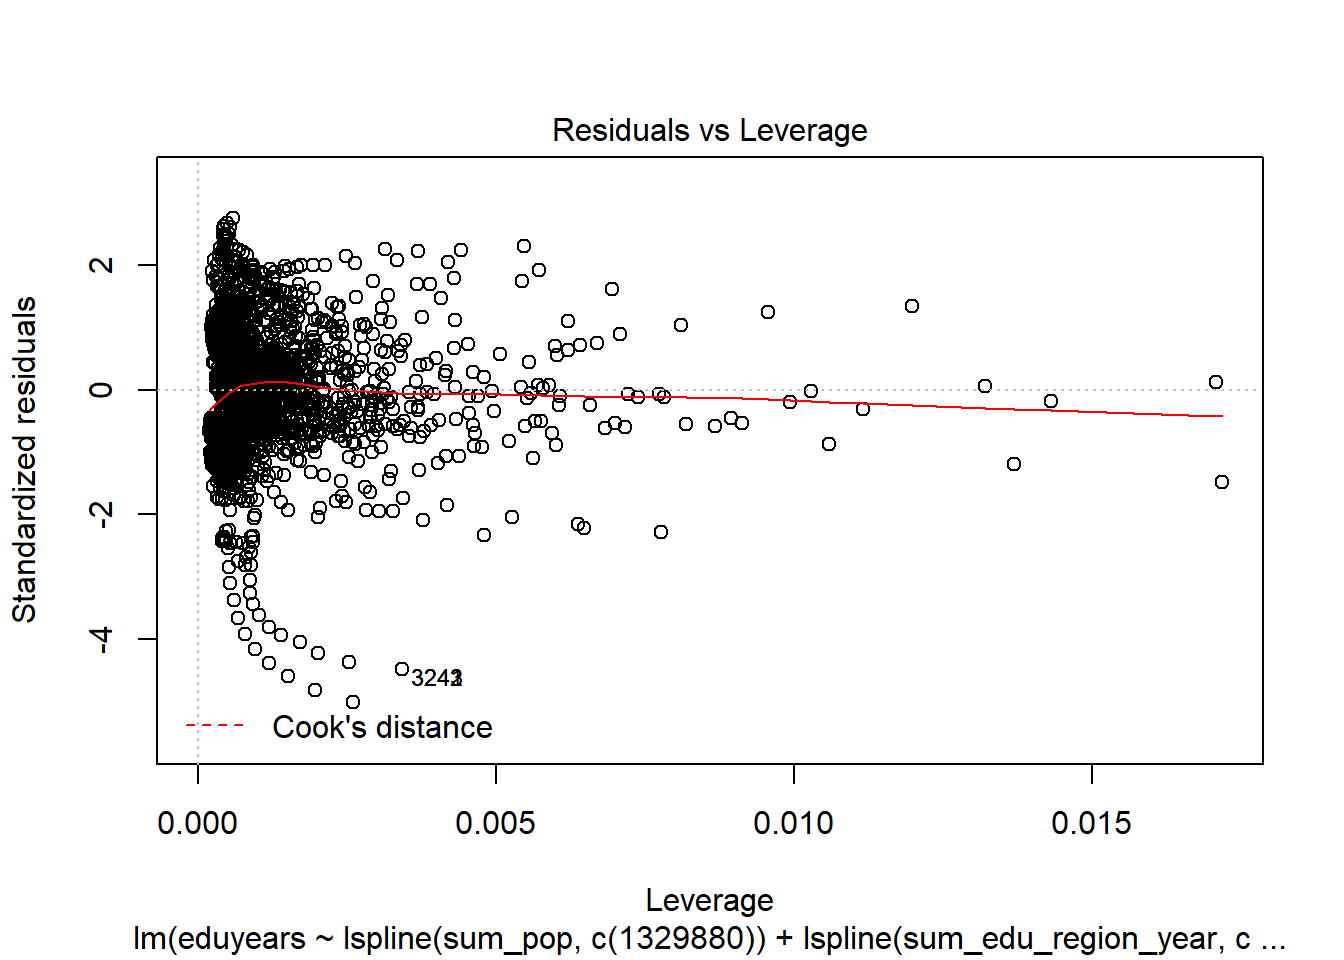 Residuals vs Leverage
Standardized residuals
2
0
-2
-4
Cook's distance
0.000 0.005 0.010 0.015
Leverage
lm(eduyears ~ lspline(sum_pop, c(1329880)) + lspline(sum_edu_region_year, c ...